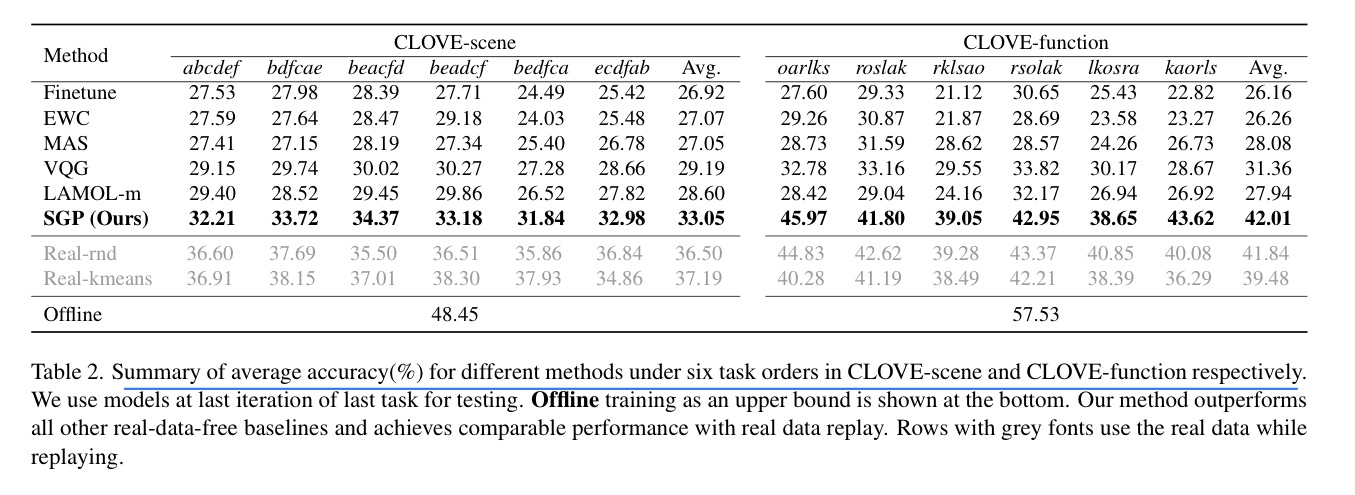 Method CLOVE-scene CLOVE-function
abcdef bdfcae beacfd beadcf bedfca ecdfab Avg. oarlks roslak rklsao rsolak lkosra kaorls Avg.
Finetune 27.53 27.98 28.39 27.71 24.49 25.42 26.92 27.60 29.33 21.12 30.65 25.43 22.82 26.16
EWC 27.59 27.64 28.47 29.18 24.03 25.48 27.07 29.26 30.87 21.87 28.69 23.58 23.27 26.26
MAS 27.41 27.15 28.19 27.34 25.40 26.78 27.05 28.73 31.59 28.62 28.57 24.26 26.73 28.08
VQG 29.15 29.74 30.02 30.27 27.28 28.66 29.19 32.78 33.16 29.55 33.82 30.17 28.67 31.36
LAMOL-m 29.40 28.52 29.45 29.86 26.52 27.82 28.60 28.42 29.04 24.16 32.17 26.94 26.92 27.94
SGP (Ours) 32.21 33.72 34.37 33.18 31.84 32.98 33.05 45.97 41.80 39.05 42.95 38.65 43.62 42.01
Real-rnd 36.60 37.69 35.50 36.51 35.86 36.84 36.50 44.83 42.62 39.28 43.37 40.85 40.08 41.84
Real-kmeans 36.91 38.15 37.01 38.30 37.93 34.86 37.19 40.28 41.19 38.49 42.21 38.39 36.29 39.48
Offline 48.45 57.53
Table 2. Summary of average accuracy(%) for different methods under six task orders in CLOVE-scene and CLOVE-function respectively.
We use models at last iteration of last task for testing. Offline training as an upper bound is shown at the bottom. Our method outperforms
all other real-data-free baselines and achieves comparable performance with real data replay. Rows with grey fonts use the real data while
replaying.